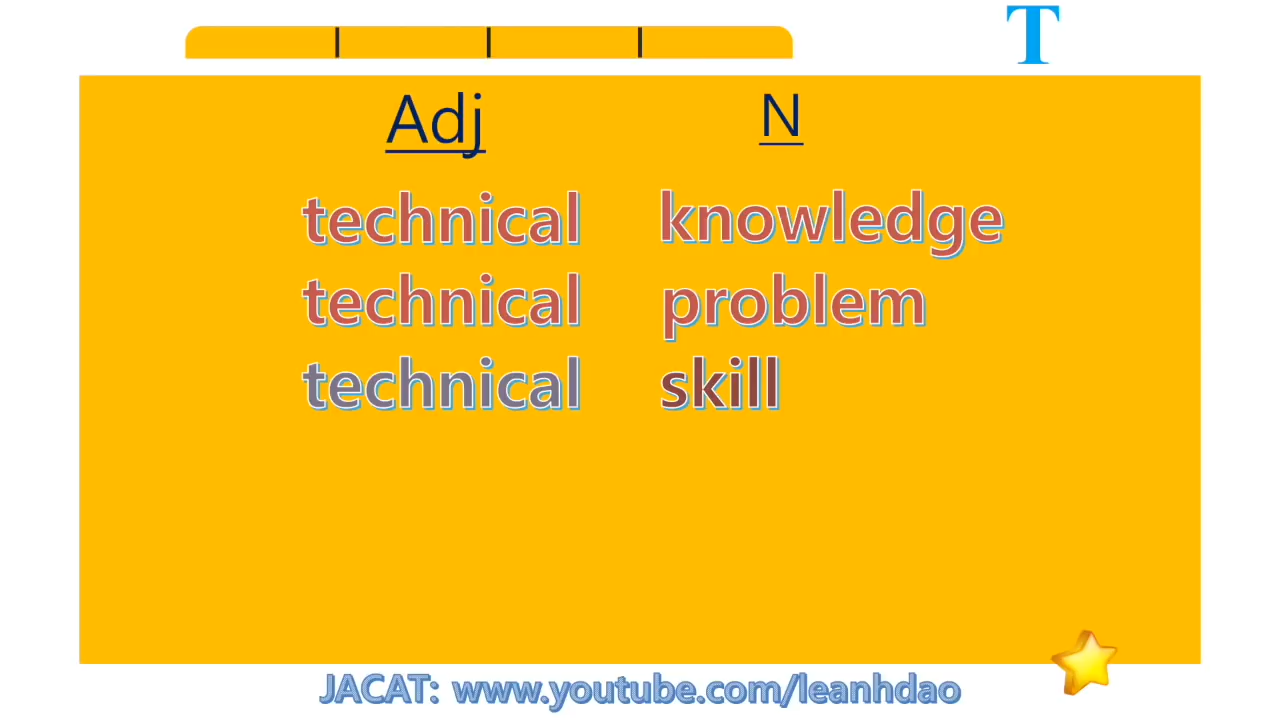 T
Adj N
technical knowledge
technical problem
technical skill
JACAT: www.youtube.com/leanhdao